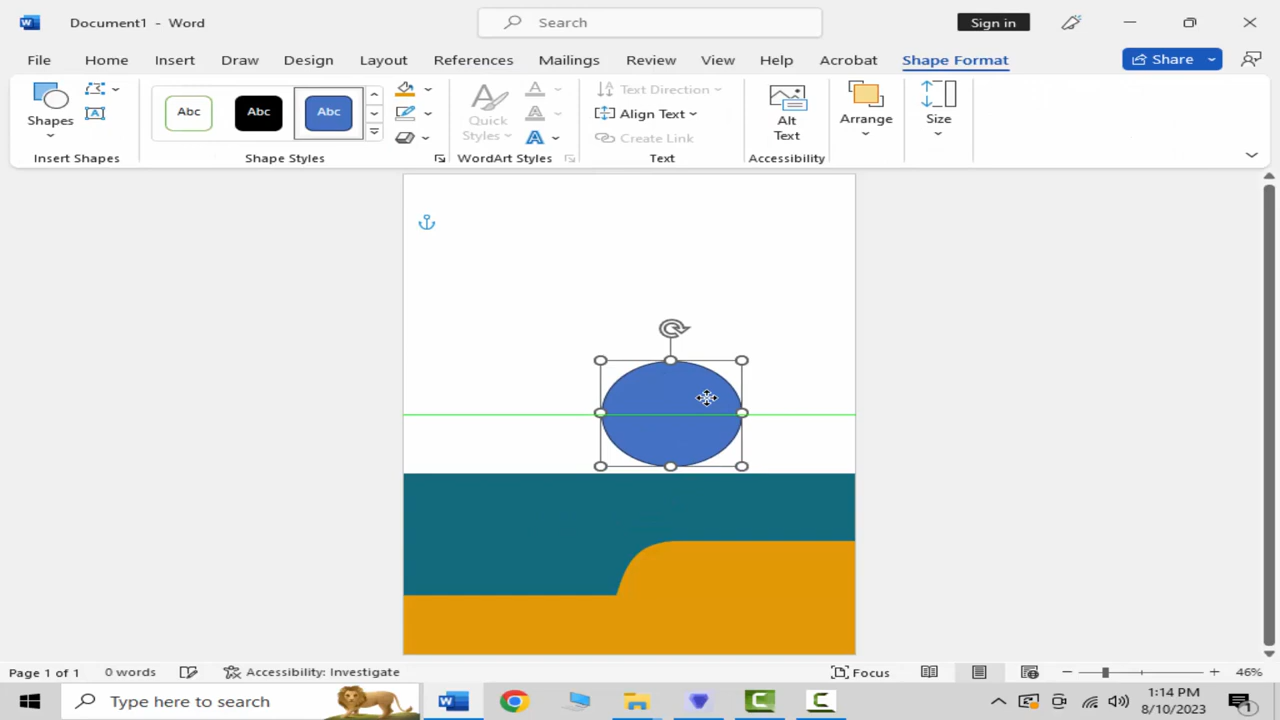 Document1 - Word
Search
Sign in
File Home Insert Draw Design Layout References Mailings Review View Help Acrobat Shape Format
Share
Shapes
Insert Shapes
Abc Abc Abc
Shape Styles
Quick
Styles
WordArt Styles
Text Direction
Align Text
Create Link
Text
Alt
Text
Accessibility
Arrange
Size
Page 1 of 1 0 words Accessibility: Investigate Focus 46%
Type here to search
1:14 PM
8/10/2023
1